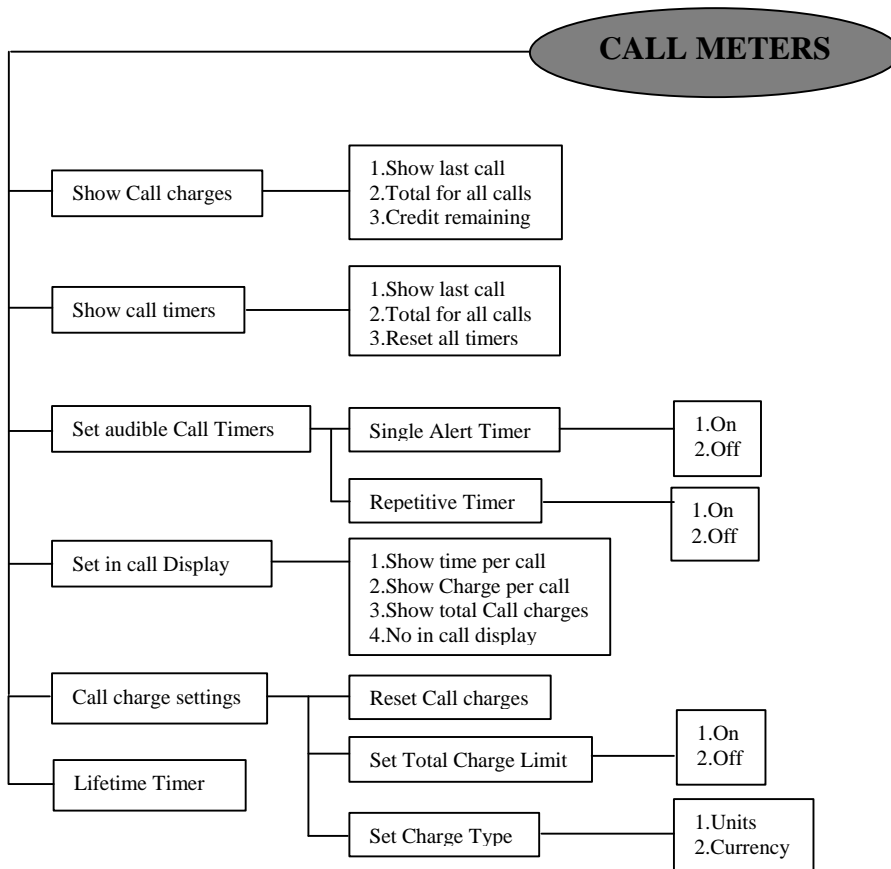 CALL METERS
Show Call charges
1.Show last call
2.Total for all calls
3.Credit remaining
Show call timers
1.Show last call
2.Total for all calls
3.Reset all timers
Set audible Call Timers
Single Alert Timer
1.On
2.Off
Repetitive Timer
1.On
2.Off
Set in call Display
1.Show time per call
2.Show Charge per call
3.Show total Call charges
4.No in call display
Call charge settings
Reset Call charges
Set Total Charge Limit
1.On
2.Off
Set Charge Type
1.Units
2.Currency
Lifetime Timer